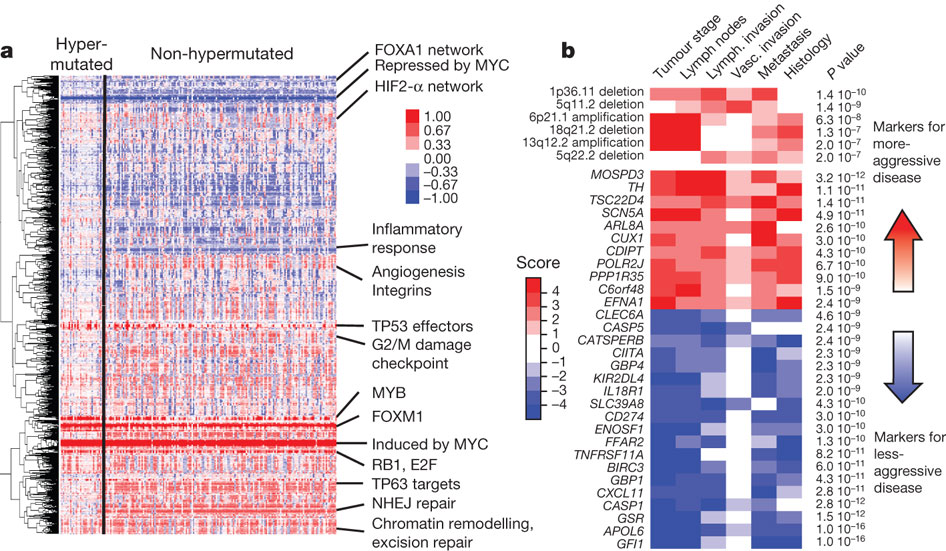 a
Hyper-
mutated
Non-hypermutated
FOXA1 network
Repressed by MYC
HIF2-α network
1.00
0.67
0.33
0.00
−0.33
−0.67
−1.00
Inflammatory
response
Angiogenesis
Integrins
TP53 effectors
G2/M damage
checkpoint
MYB
FOXM1
Induced by MYC
RB1, E2F
TP63 targets
NHEJ repair
Chromatin remodelling,
excision repair
b
Tumour stage
Lymph nodes
Lymph. invasion
Vasc. invasion
Metastasis
Histology
P value
1p36.11 deletion 1.4 10⁻¹⁰
5q11.2 deletion 1.4 10⁻⁹
6p21.1 amplification 6.3 10⁻⁸
18q21.2 deletion 1.3 10⁻⁷
13q12.2 amplification 2.0 10⁻⁷
5q22.2 deletion 2.0 10⁻⁷
MOSPD3 3.2 10⁻¹²
TH 1.1 10⁻¹¹
TSC22D4 1.4 10⁻¹¹
SCN5A 4.9 10⁻¹¹
ARL8A 2.6 10⁻¹⁰
CUX1 3.0 10⁻¹⁰
CDIPT 4.3 10⁻¹⁰
POLR2J 6.7 10⁻¹⁰
PPP1R35 9.0 10⁻¹⁰
C6orf48 1.5 10⁻⁹
EFNA1 2.4 10⁻⁹
CLEC6A 4.6 10⁻⁹
CASP5 2.4 10⁻⁹
CATSPERB 2.4 10⁻⁹
CIITA 2.3 10⁻⁹
GBP4 2.3 10⁻⁹
KIR2DL4 2.3 10⁻⁹
IL18R1 2.0 10⁻⁹
SLC39A8 4.3 10⁻¹⁰
CD274 3.0 10⁻¹⁰
ENOSF1 3.0 10⁻¹⁰
FFAR2 1.3 10⁻¹⁰
TNFRSF11A 8.2 10⁻¹¹
BIRC3 6.0 10⁻¹¹
GBP1 4.3 10⁻¹¹
CXCL11 2.8 10⁻¹¹
CASP1 2.8 10⁻¹²
GSR 1.5 10⁻¹²
APOL6 1.0 10⁻¹⁶
GFI1 1.0 10⁻¹⁶
Score
4
3
2
1
0
−1
−2
−3
−4
Markers for
more-
aggressive
disease
Markers for
less-
aggressive
disease